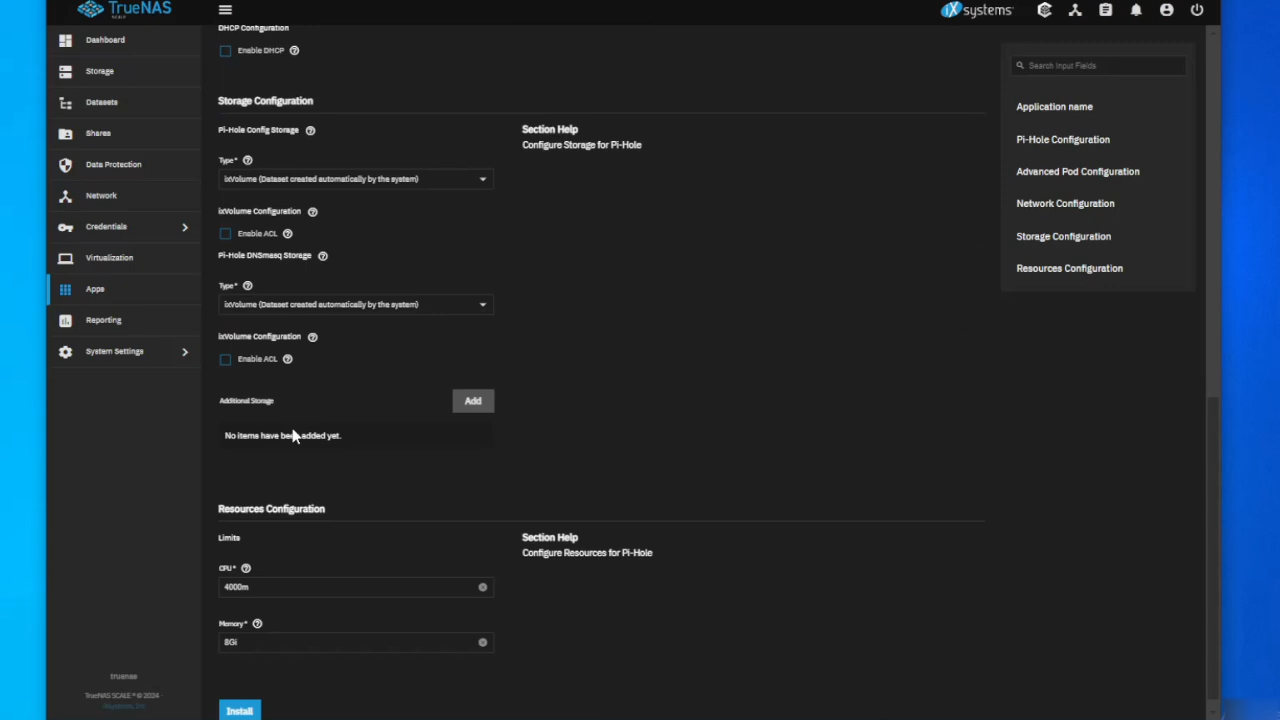 TrueNAS
SCALE
iXsystems
Dashboard
Storage
Datasets
Shares
Data Protection
Network
Credentials
Virtualization
Apps
Reporting
System Settings
truenas
TrueNAS SCALE ® © 2024 -
iXsystems, Inc
DHCP Configuration
Enable DHCP
Storage Configuration
Pi-Hole Config Storage
Type*
ixVolume (Dataset created automatically by the system)
ixVolume Configuration
Enable ACL
Pi-Hole DNSmasq Storage
Type*
ixVolume (Dataset created automatically by the system)
ixVolume Configuration
Enable ACL
Additional Storage
Add
No items have been added yet.
Section Help
Configure Storage for Pi-Hole
Resources Configuration
Limits
CPU*
4000m
Memory*
8Gi
Section Help
Configure Resources for Pi-Hole
Install
Search Input Fields
Application name
Pi-Hole Configuration
Advanced Pod Configuration
Network Configuration
Storage Configuration
Resources Configuration